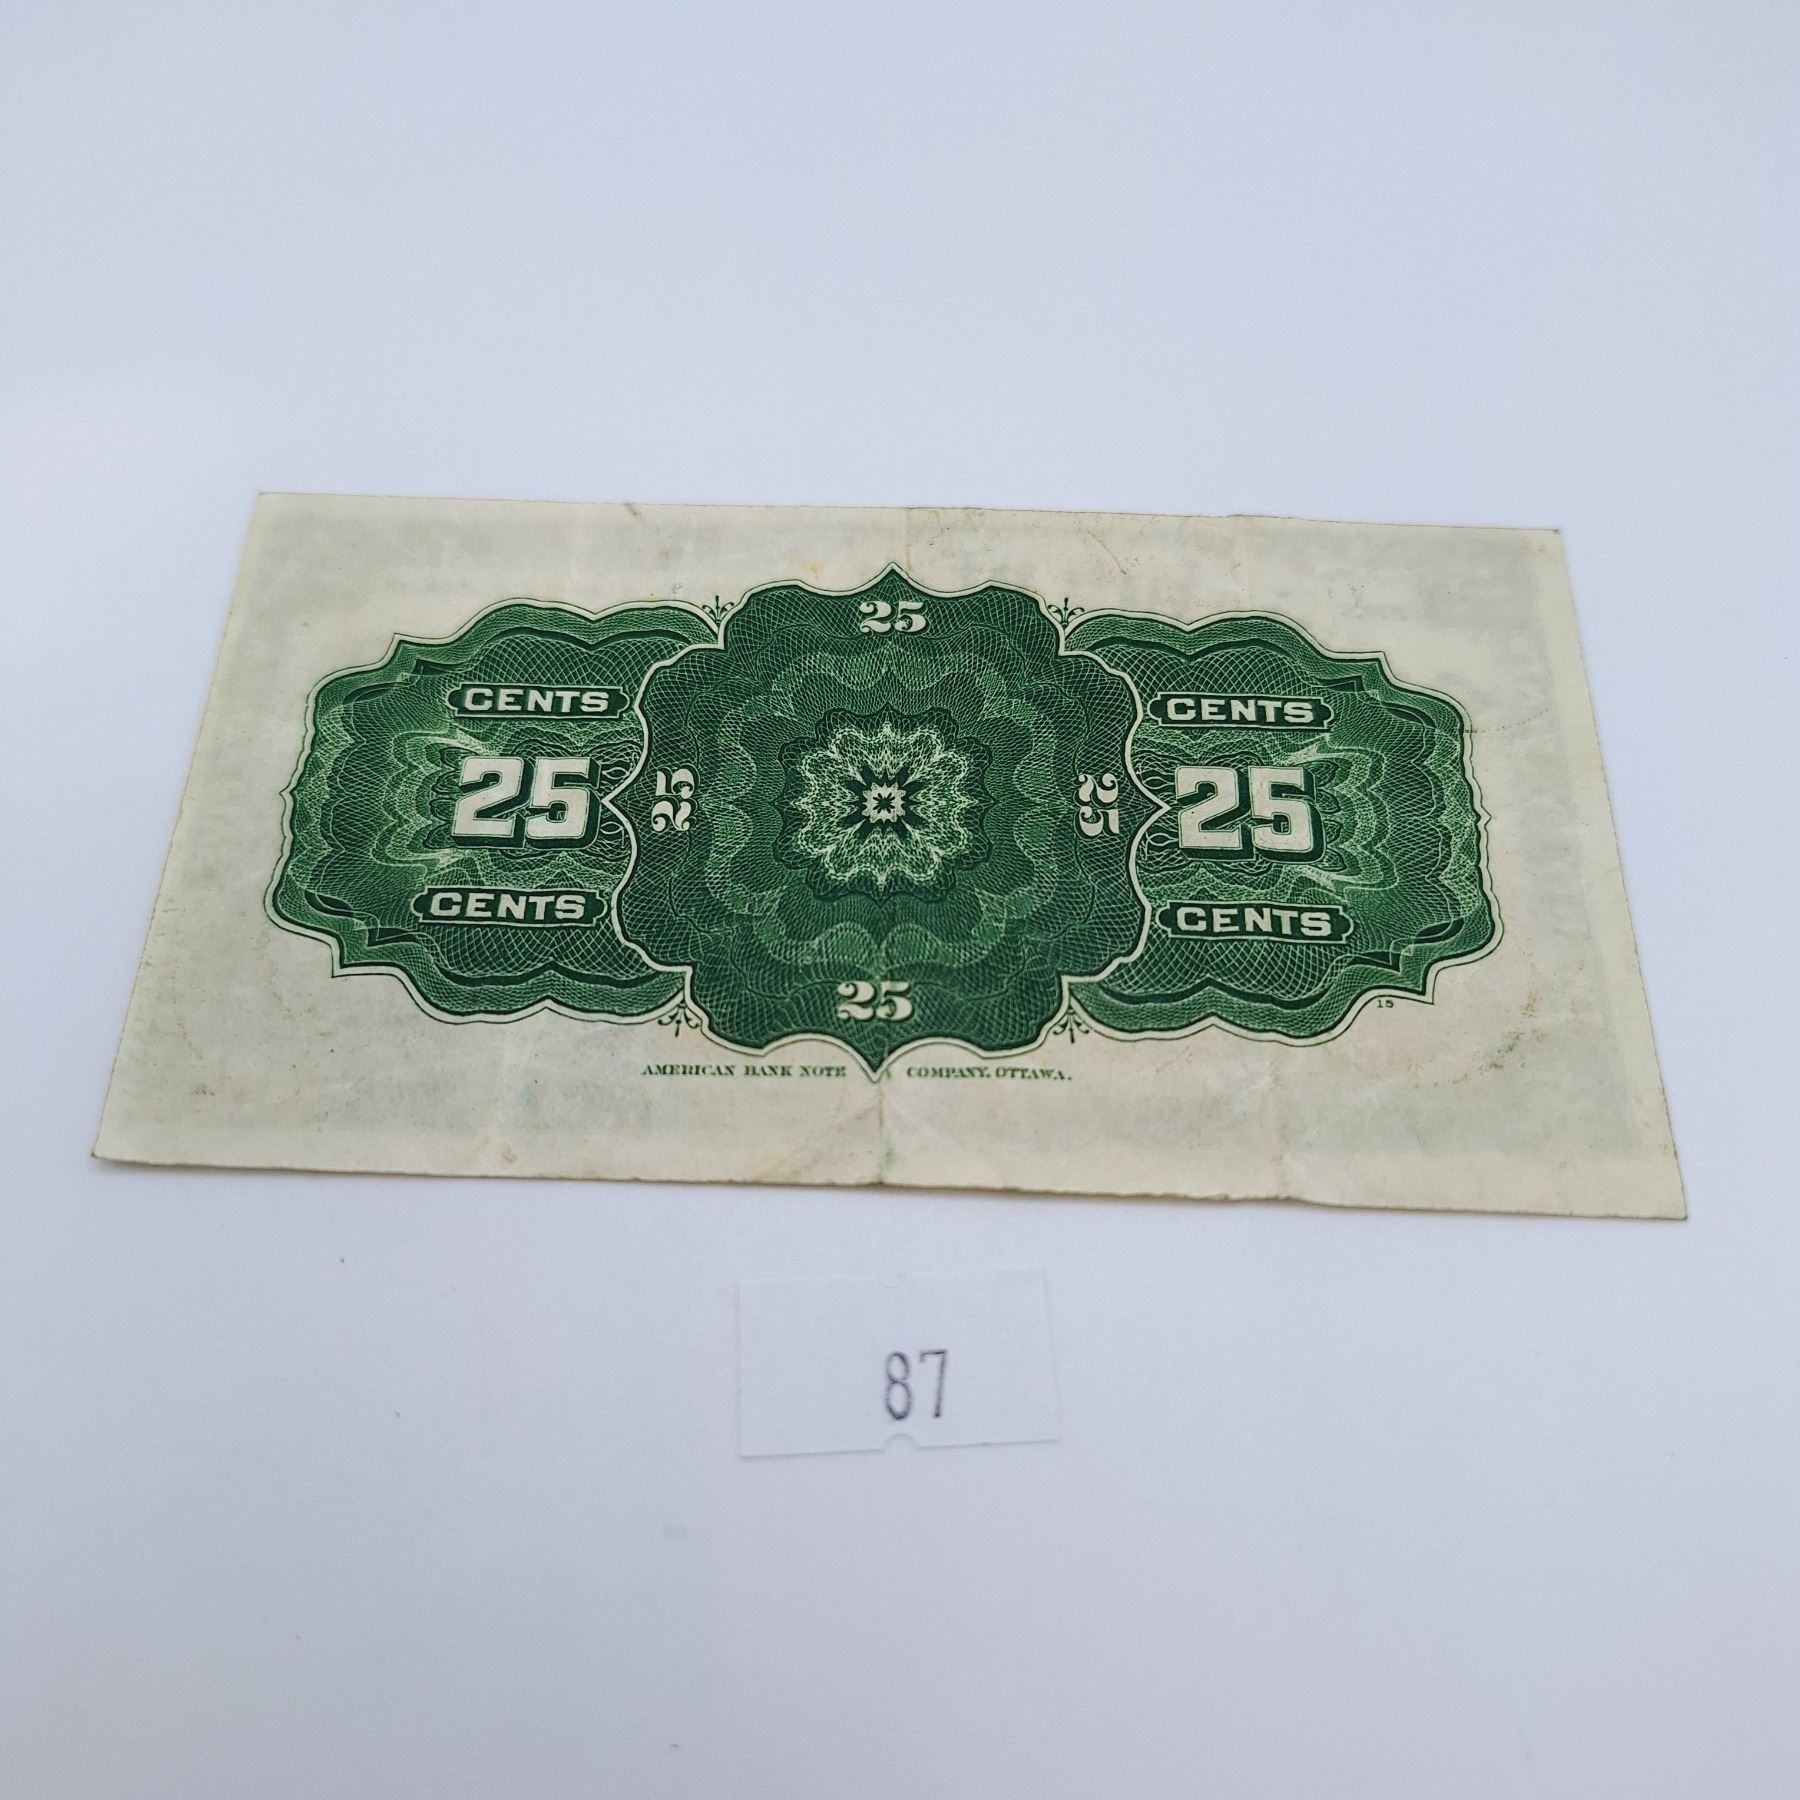 25
CENTS CENTS
25 25 25 25
CENTS CENTS
25
15
AMERICAN BANK NOTE COMPANY, OTTAWA.
87